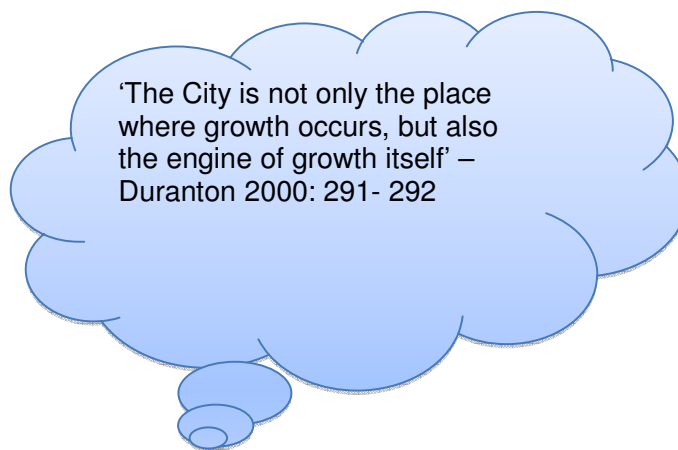 ‘The City is not only the place
where growth occurs, but also
the engine of growth itself’ –
Duranton 2000: 291- 292